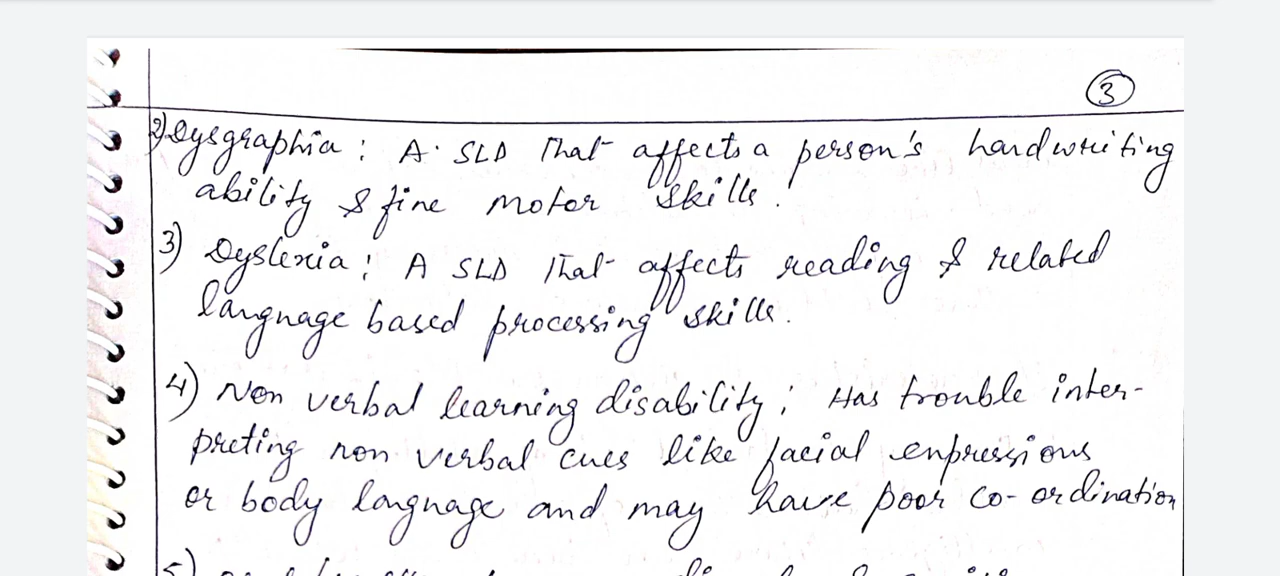 3
2) Dysgraphia : A SLD That affects a person's handwriting
ability & fine motor skills.
3) Dyslexia : A SLD That affects reading & related
language based processing skills.
4) Non verbal learning disability : Has trouble inter-
preting non verbal cues like facial expressions
or body language and may have poor co-ordination
5)